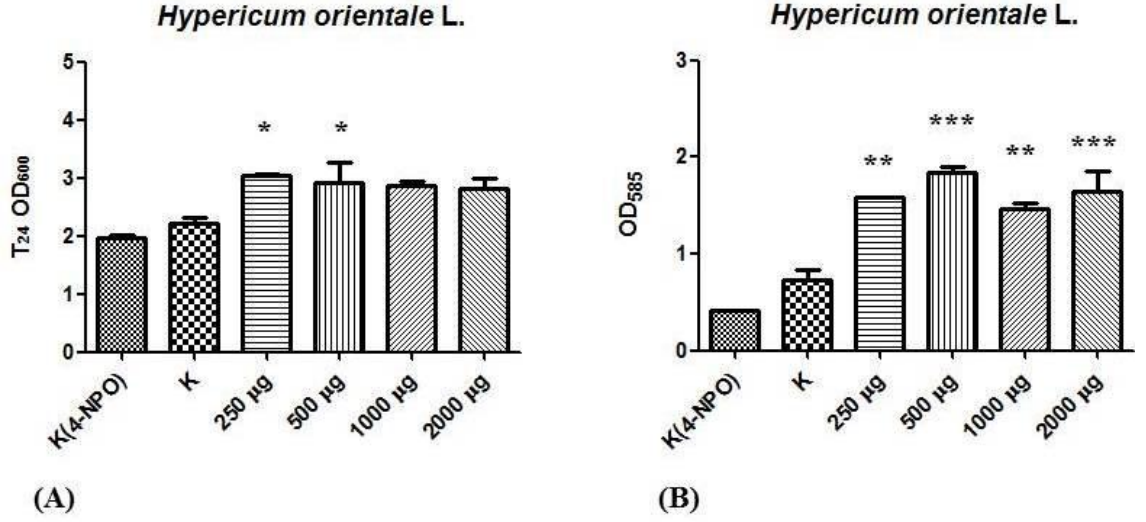 Hypericum orientale L.
T24 OD600
5
4
3
2
1
0
*
*
K(4-NPO)
K
250 µg
500 µg
1000 µg
2000 µg
(A)
Hypericum orientale L.
OD585
3
2
1
0
**
***
**
***
K(4-NPO)
K
250 µg
500 µg
1000 µg
2000 µg
(B)